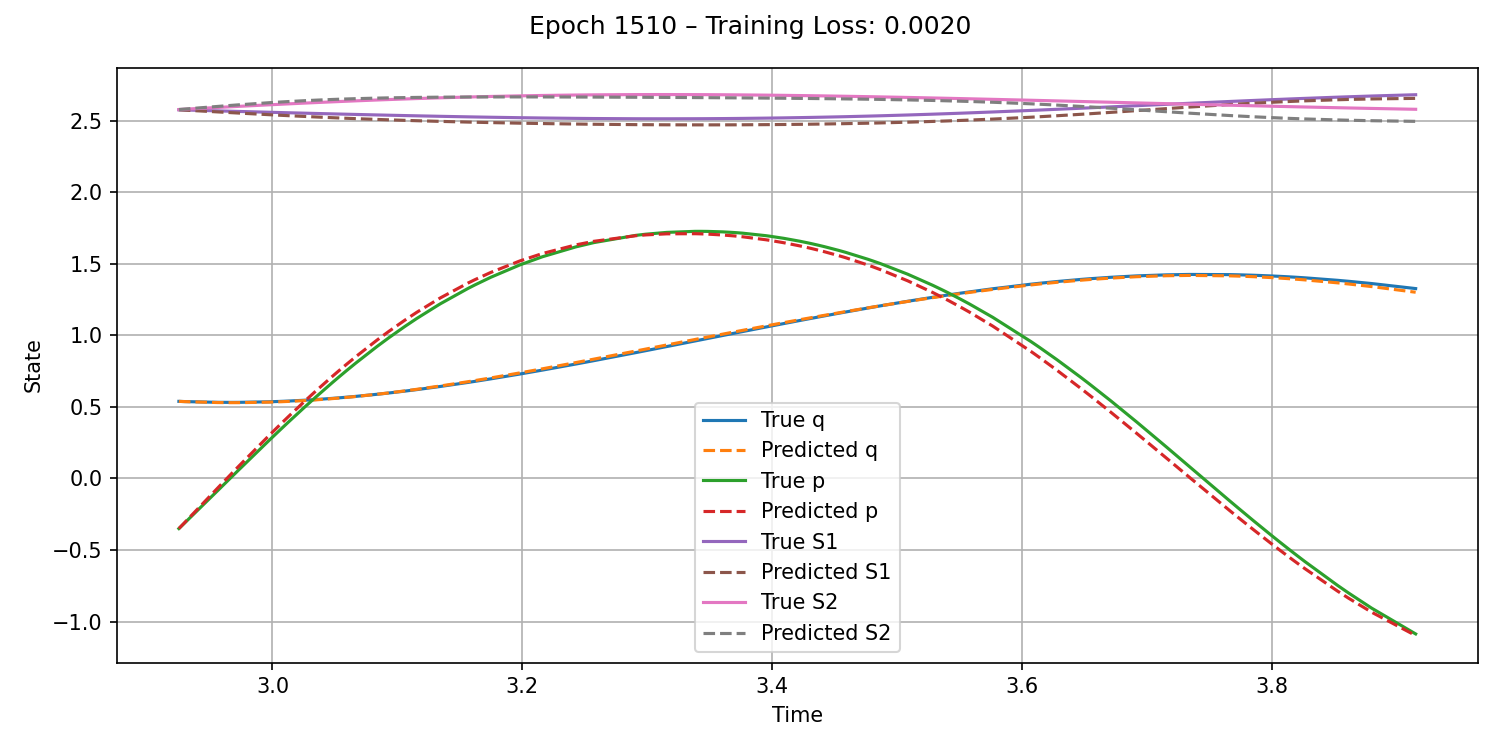 Epoch 1510 – Training Loss: 0.0020
State
2.5
2.0
1.5
1.0
0.5
0.0
−0.5
−1.0
True q
Predicted q
True p
Predicted p
True S1
Predicted S1
True S2
Predicted S2
3.0 3.2 3.4 3.6 3.8
Time